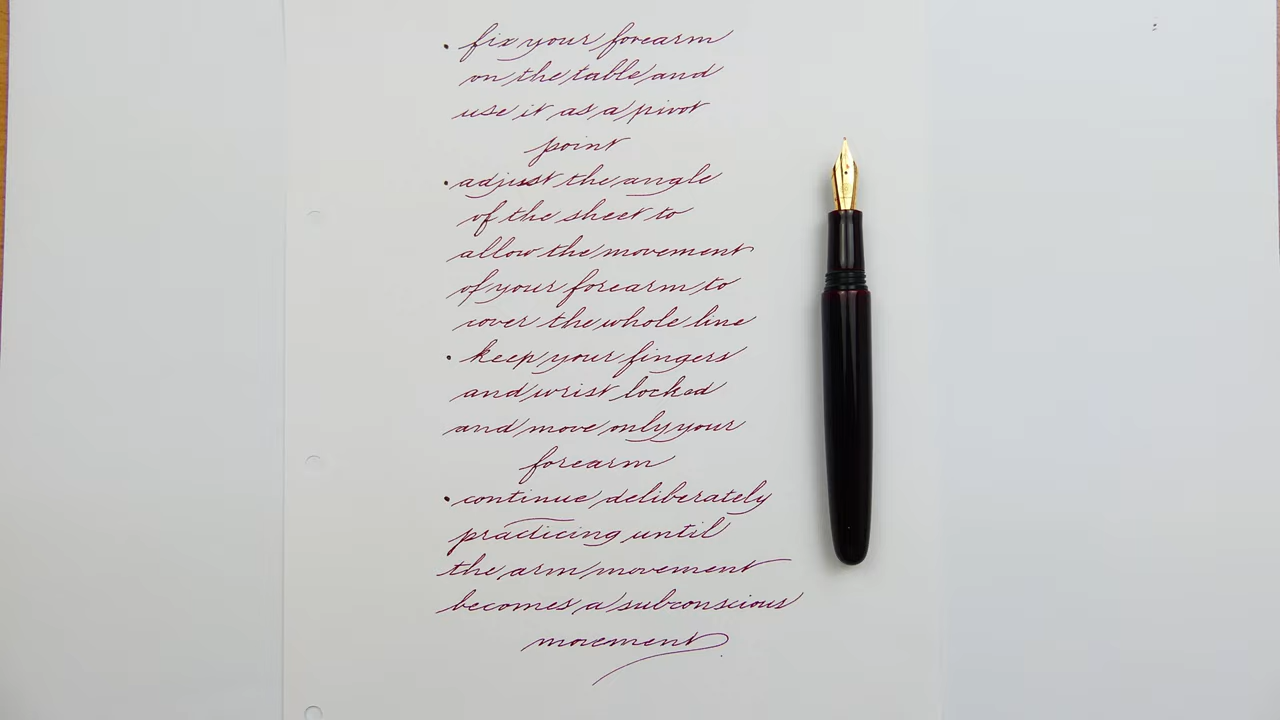 • fix your forearm
on the table and
use it as a pivot
point
• adjust the angle
of the sheet to
allow the movement
of your forearm to
cover the whole line
• keep your fingers
and wrist locked
and move only your
forearm
• continue deliberately
practicing until
the arm movement
becomes a subconscious
movement.